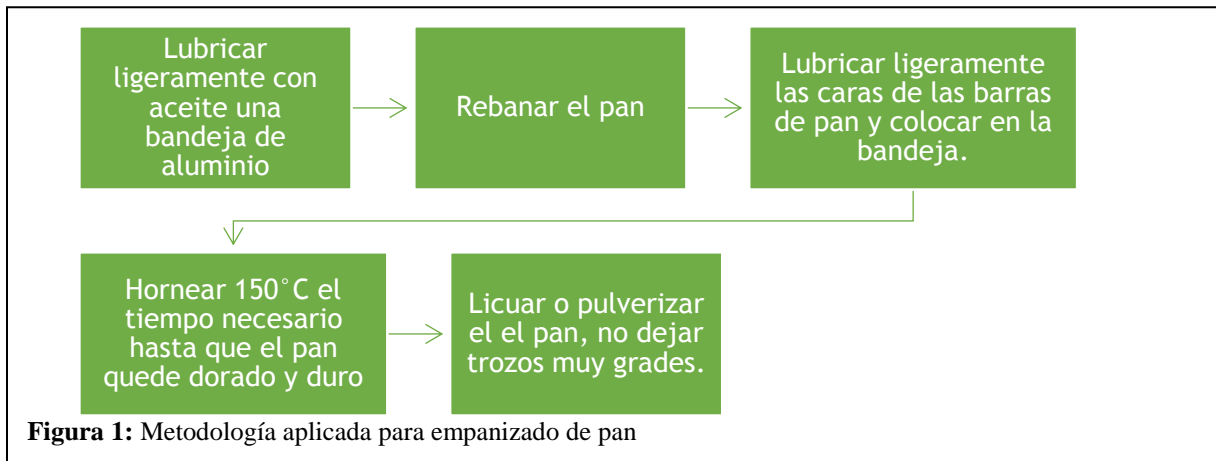 Lubricar
ligeramente con
aceite una
bandeja de
aluminio
Rebanar el pan
Lubricar ligeramente
las caras de las barras
de pan y colocar en la
bandeja.
Hornear 150°C el
tiempo necesario
hasta que el pan
quede dorado y duro
Licuar o pulverizar
el el pan, no dejar
trozos muy grades.
Figura 1: Metodología aplicada para empanizado de pan